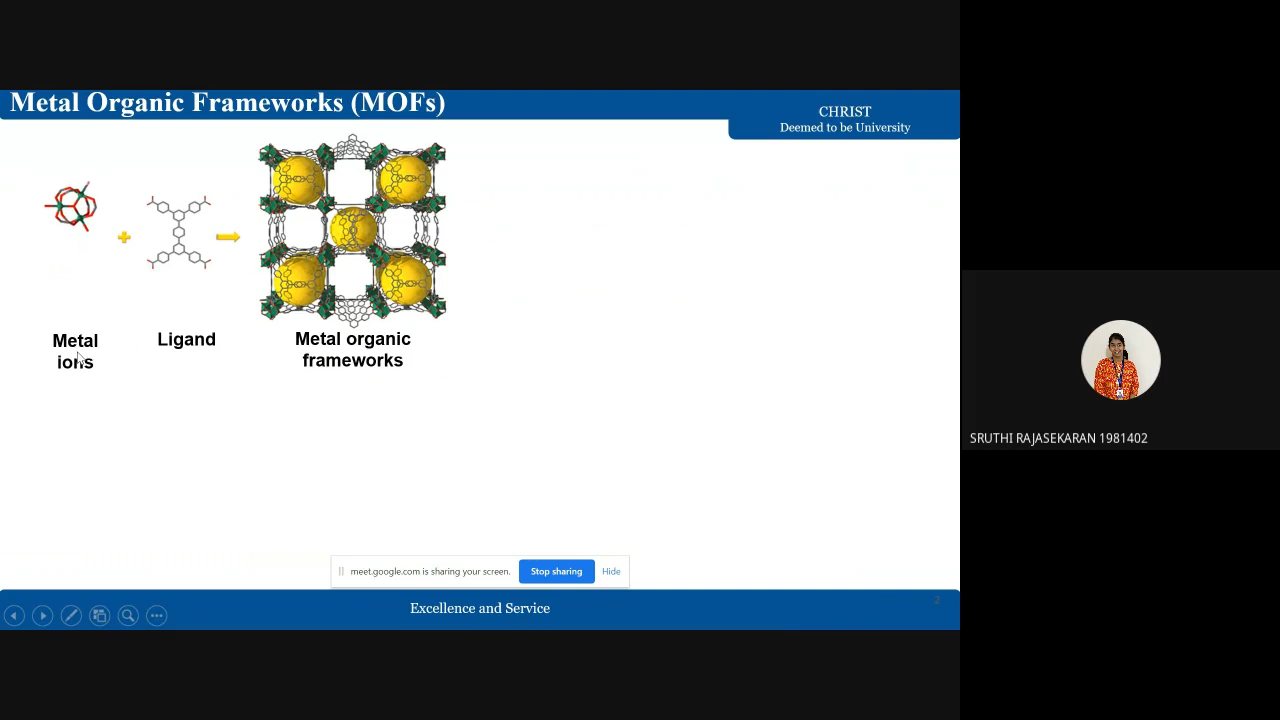 Metal Organic Frameworks (MOFs)
CHRIST
Deemed to be University
Metal
ions
Ligand
Metal organic
frameworks
SRUTHI RAJASEKARAN 1981402
meet.google.com is sharing your screen.
Stop sharing
Hide
Excellence and Service
2